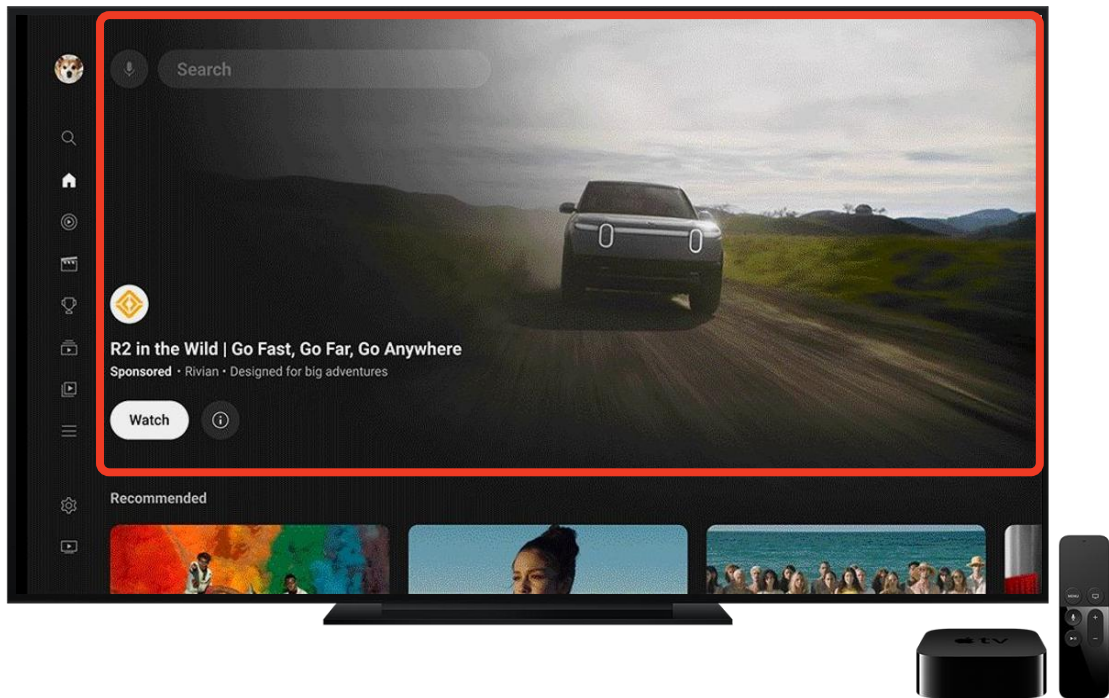 Search
R2 in the Wild | Go Fast, Go Far, Go Anywhere
Sponsored • Rivian • Designed for big adventures
Watch
Recommended
MENU
tv